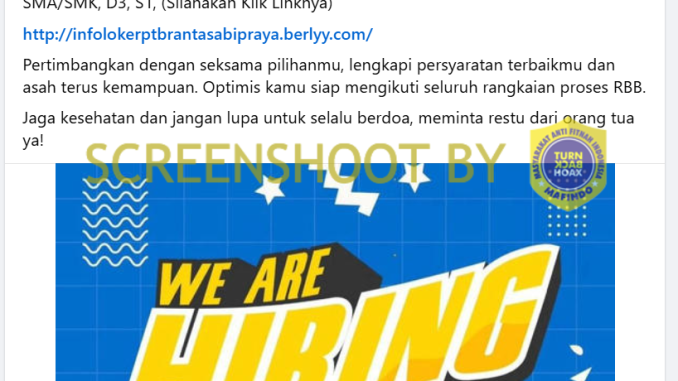 SMA/SMK, D3, S1, (Silahakan Klik Linknya)
http://infolokerptbrantasabipraya.berlyy.com/
Pertimbangkan dengan seksama pilihanmu, lengkapi persyaratan terbaikmu dan
asah terus kemampuan. Optimis kamu siap mengikuti seluruh rangkaian proses RBB.
Jaga kesehatan dan jangan lupa untuk selalu berdoa, meminta restu dari orang tua
ya!
SCREENSHOOT BY
MASYARAKAT ANTI FITNAH INDONESIA
TURN
BACK
HOAX
MAFINDO
WE ARE
HIRING